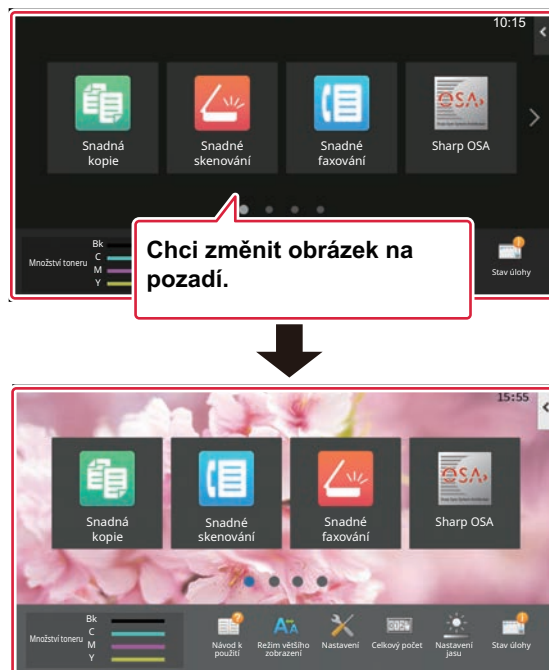 10:15
Snadná
kopie
Snadné
skenování
Snadné
faxování
OSA
Sharp OSA
Bk
Množství toneru
C
M
Y
Stav úlohy
Chci změnit obrázek na
pozadí.
15:55
Snadná
kopie
Snadné
skenování
Snadné
faxování
OSA
Sharp OSA
Bk
Množství toneru
C
M
Y
Návod k
použití
Režim většího
zobrazení
Nastavení
Celkový počet
Nastavení
jasu
Stav úlohy